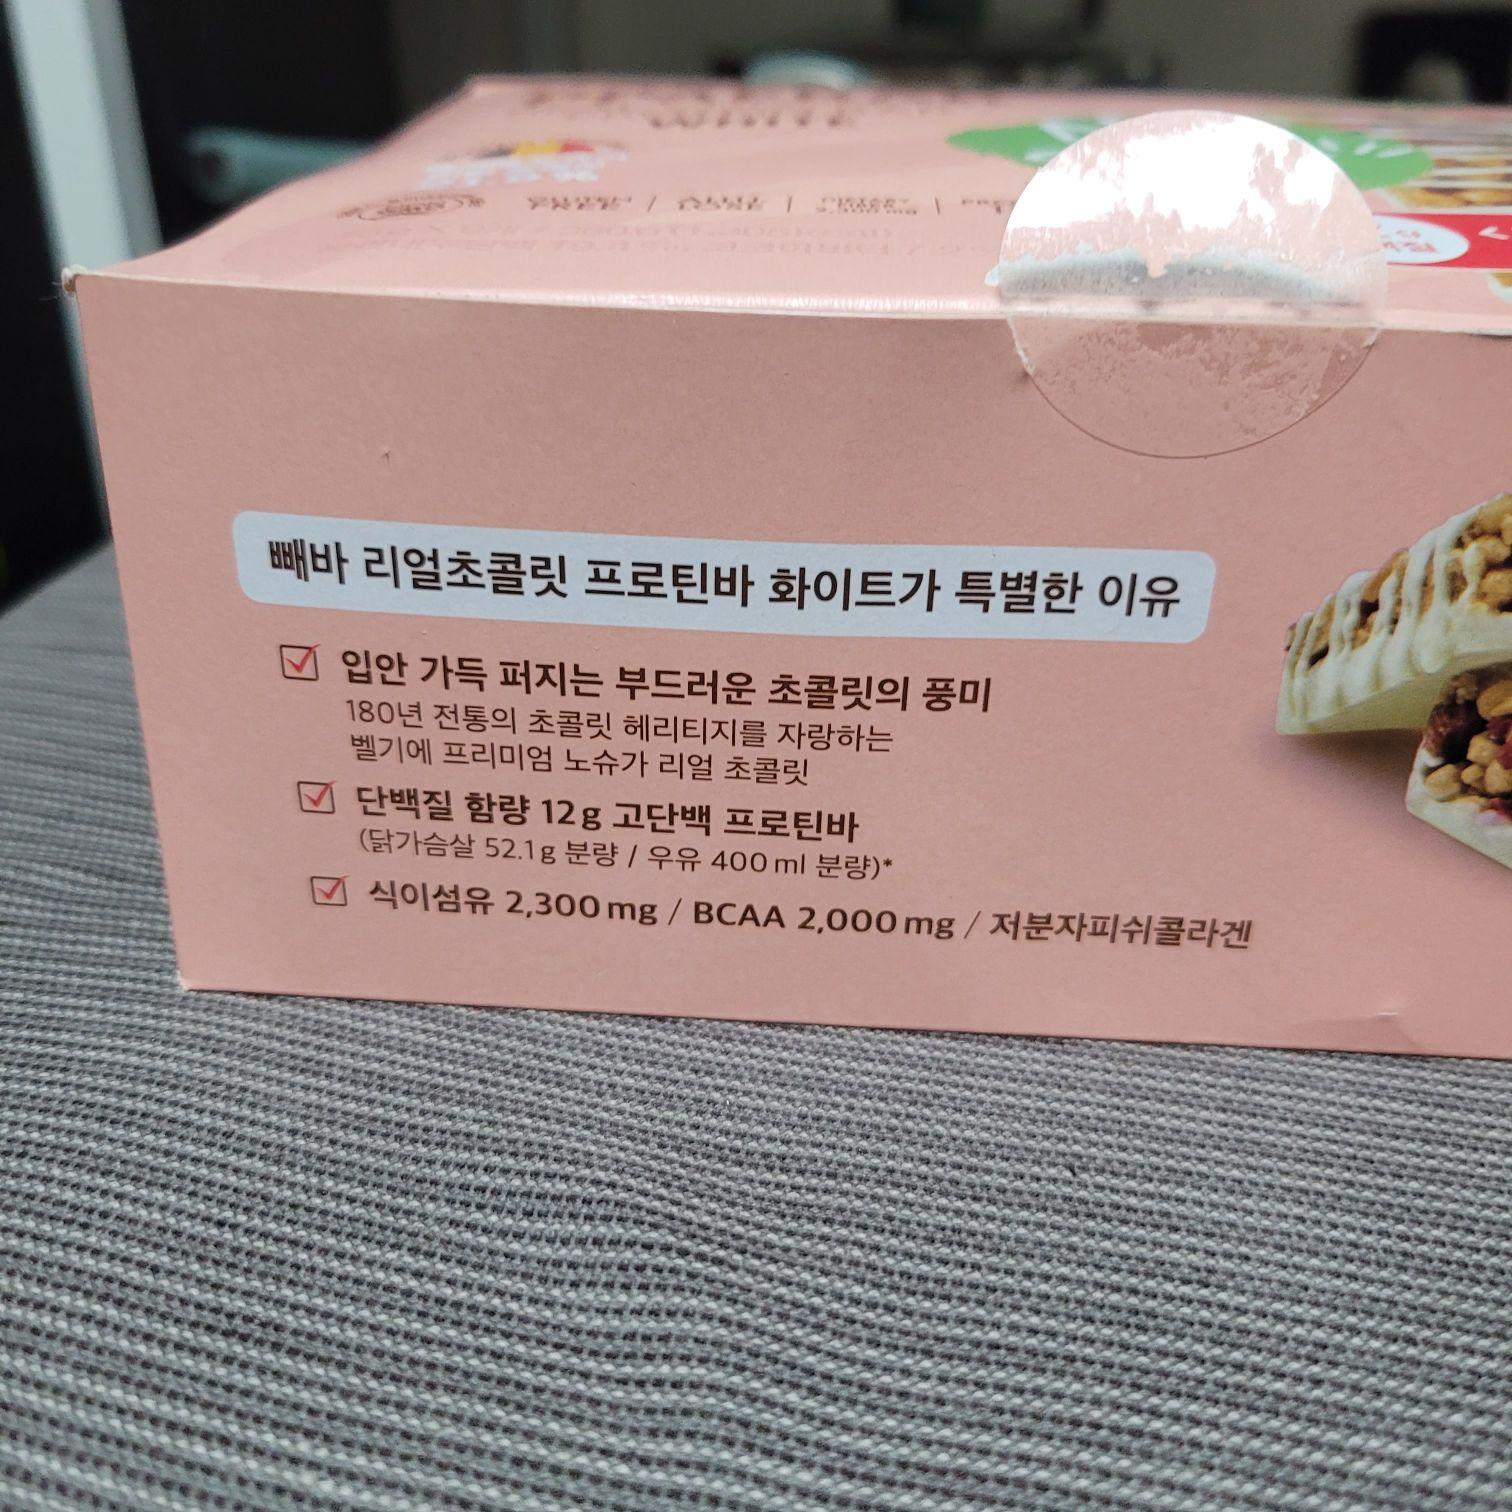 White
빼바 리얼초콜릿 프로틴바 화이트가 특별한 이유
입안 가득 퍼지는 부드러운 초콜릿의 풍미
180년 전통의 초콜릿 헤리티지를 자랑하는
벨기에 프리미엄 노슈가 리얼 초콜릿
단백질 함량 12g 고단백 프로틴바
(닭가슴살 52.1g 분량 / 우유 400ml 분량)*
식이섬유 2,300mg / BCAA 2,000mg / 저분자피쉬콜라겐